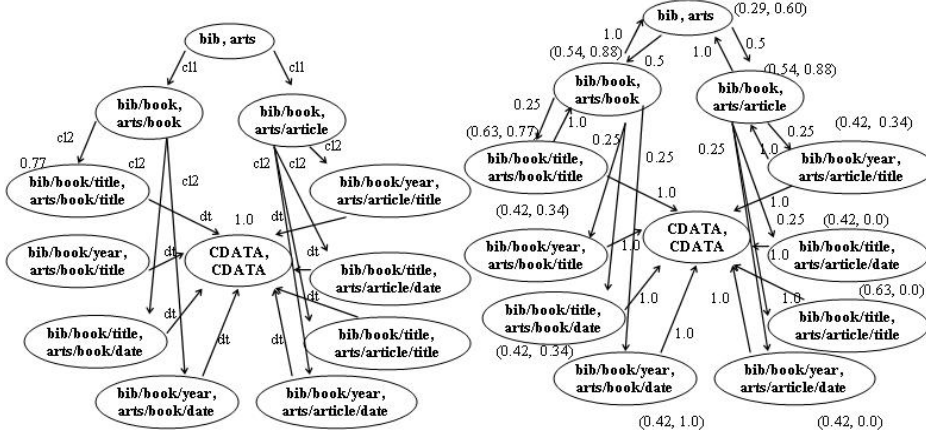 bib, arts
cl1
cl1
bib/book,
arts/book
bib/book,
arts/article
cl2
cl2
cl2
cl2
cl2
cl2
0.77
bib/book/title,
arts/book/title
bib/book/year,
arts/article/title
dt
1.0
dt
CDATA,
CDATA
bib/book/year,
arts/book/title
dt
dt
bib/book/title,
arts/article/date
dt
dt
bib/book/title,
arts/book/date
dt
dt
bib/book/title,
arts/article/title
bib/book/year,
arts/book/date
bib/book/year,
arts/article/date
bib, arts
(0.29, 0.60)
1.0
0.5
1.0
0.5
(0.54, 0.88)
(0.54, 0.88)
bib/book,
arts/book
bib/book,
arts/article
0.25
1.0
0.25
0.25
0.25
0.25
1.0
(0.63, 0.77)
(0.42, 0.34)
bib/book/title,
arts/book/title
bib/book/year,
arts/article/title
1.0
1.0
(0.42, 0.34)
CDATA,
CDATA
0.25
(0.42, 0.0)
bib/book/year,
arts/book/title
1.0
1.0
bib/book/title,
arts/article/date
(0.63, 0.0)
bib/book/title,
arts/book/date
1.0
1.0
1.0
1.0
bib/book/title,
arts/article/title
(0.42, 0.34)
bib/book/year,
arts/book/date
bib/book/year,
arts/article/date
(0.42, 1.0)
(0.42, 0.0)